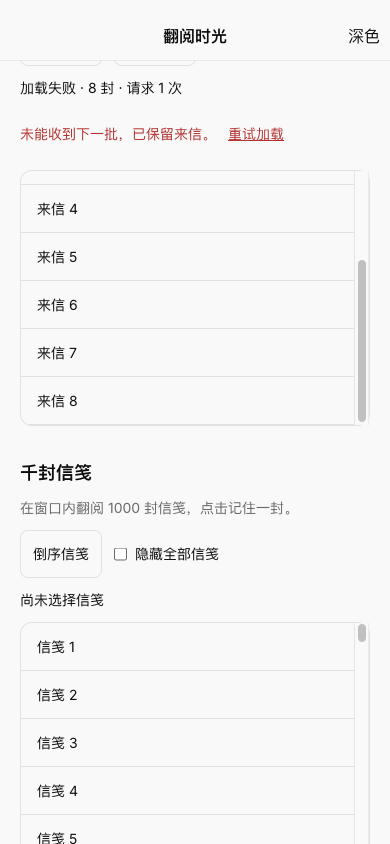 翻阅时光
深色
加载失败 · 8 封 · 请求 1 次
未能收到下一批，已保留来信。 重试加载
来信 4
来信 5
来信 6
来信 7
来信 8
千封信笺
在窗口内翻阅 1000 封信笺，点击记住一封。
倒序信笺
隐藏全部信笺
尚未选择信笺
信笺 1
信笺 2
信笺 3
信笺 4
信笺 5